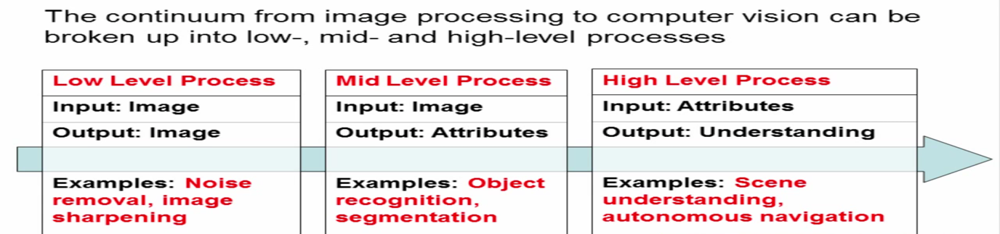 The continuum from image processing to computer vision can be
broken up into low-, mid- and high-level processes
Low Level Process
Input: Image
Output: Image
Examples: Noise
removal, image
sharpening
Mid Level Process
Input: Image
Output: Attributes
Examples: Object
recognition,
segmentation
High Level Process
Input: Attributes
Output: Understanding
Examples: Scene
understanding,
autonomous navigation